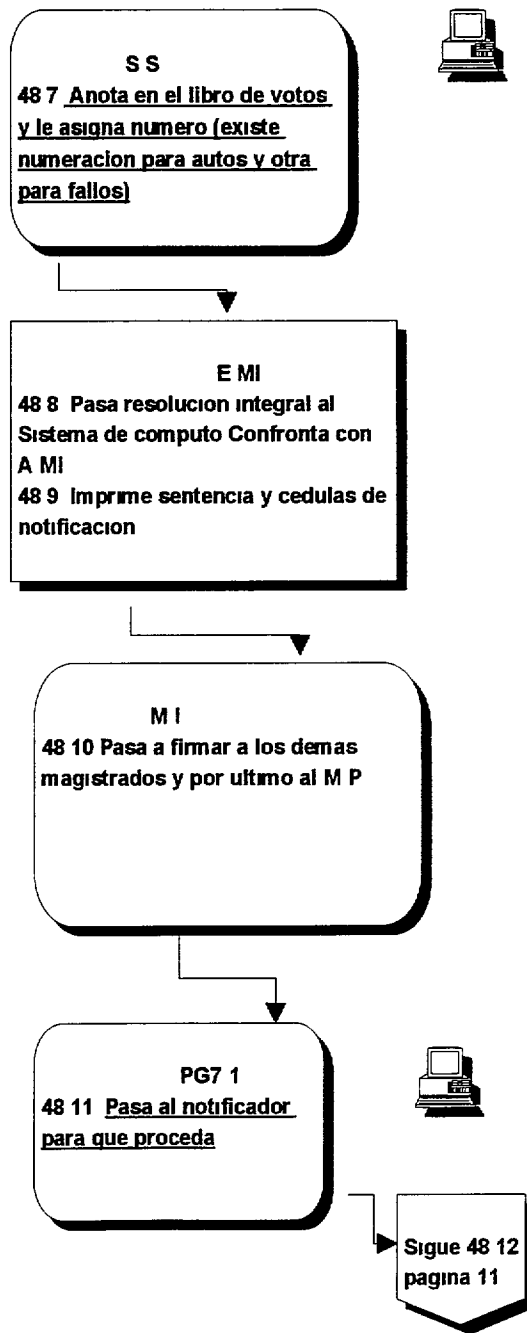 S S
48 7 Anota en el libro de votos
y le asigna numero (existe
numeracion para autos y otra
para fallos)
E MI
48 8 Pasa resolucion integral al
Sistema de computo Confronta con
A MI
48 9 Imprime sentencia y cedulas de
notificacion
M I
48 10 Pasa a firmar a los demas
magistrados y por ultimo al M P
PG7 1
48 11 Pasa al notificador
para que proceda
Sigue 48 12
pagina 11